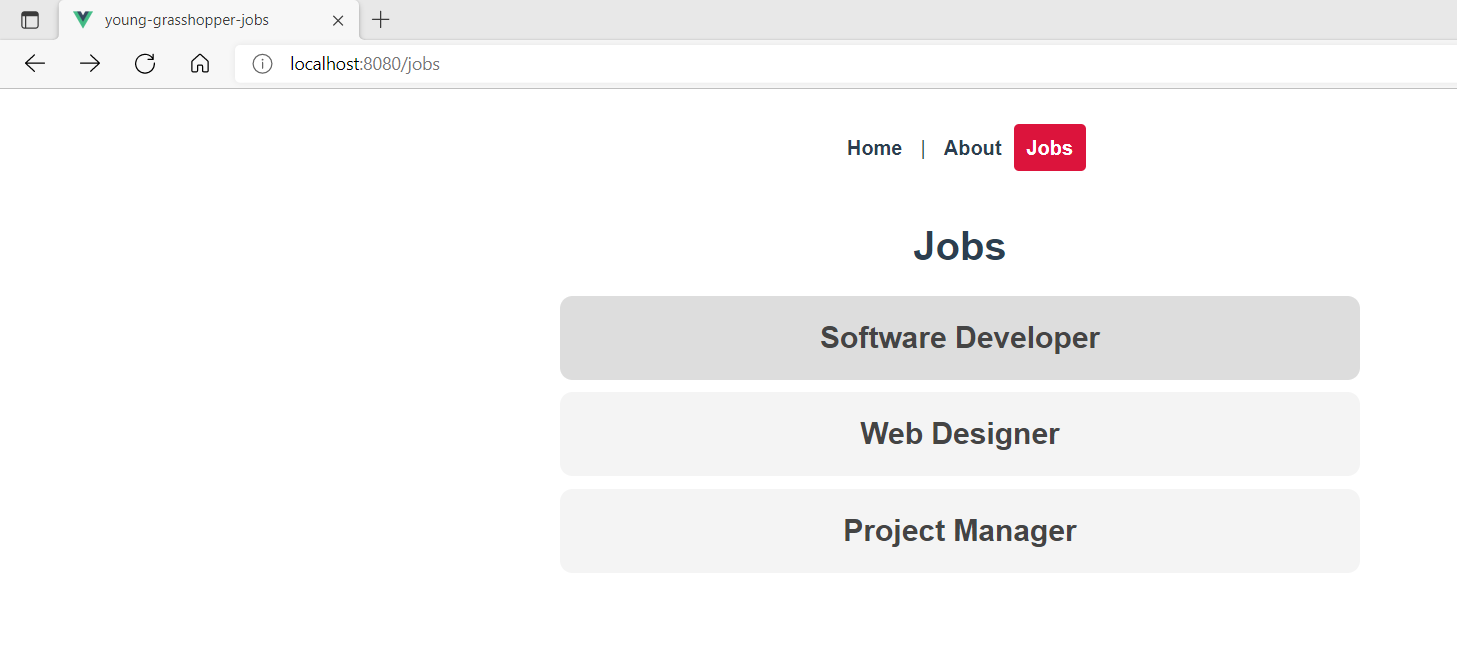 young-grasshopper-jobs
localhost:8080/jobs
Home | About Jobs
Jobs
Software Developer
Web Designer
Project Manager